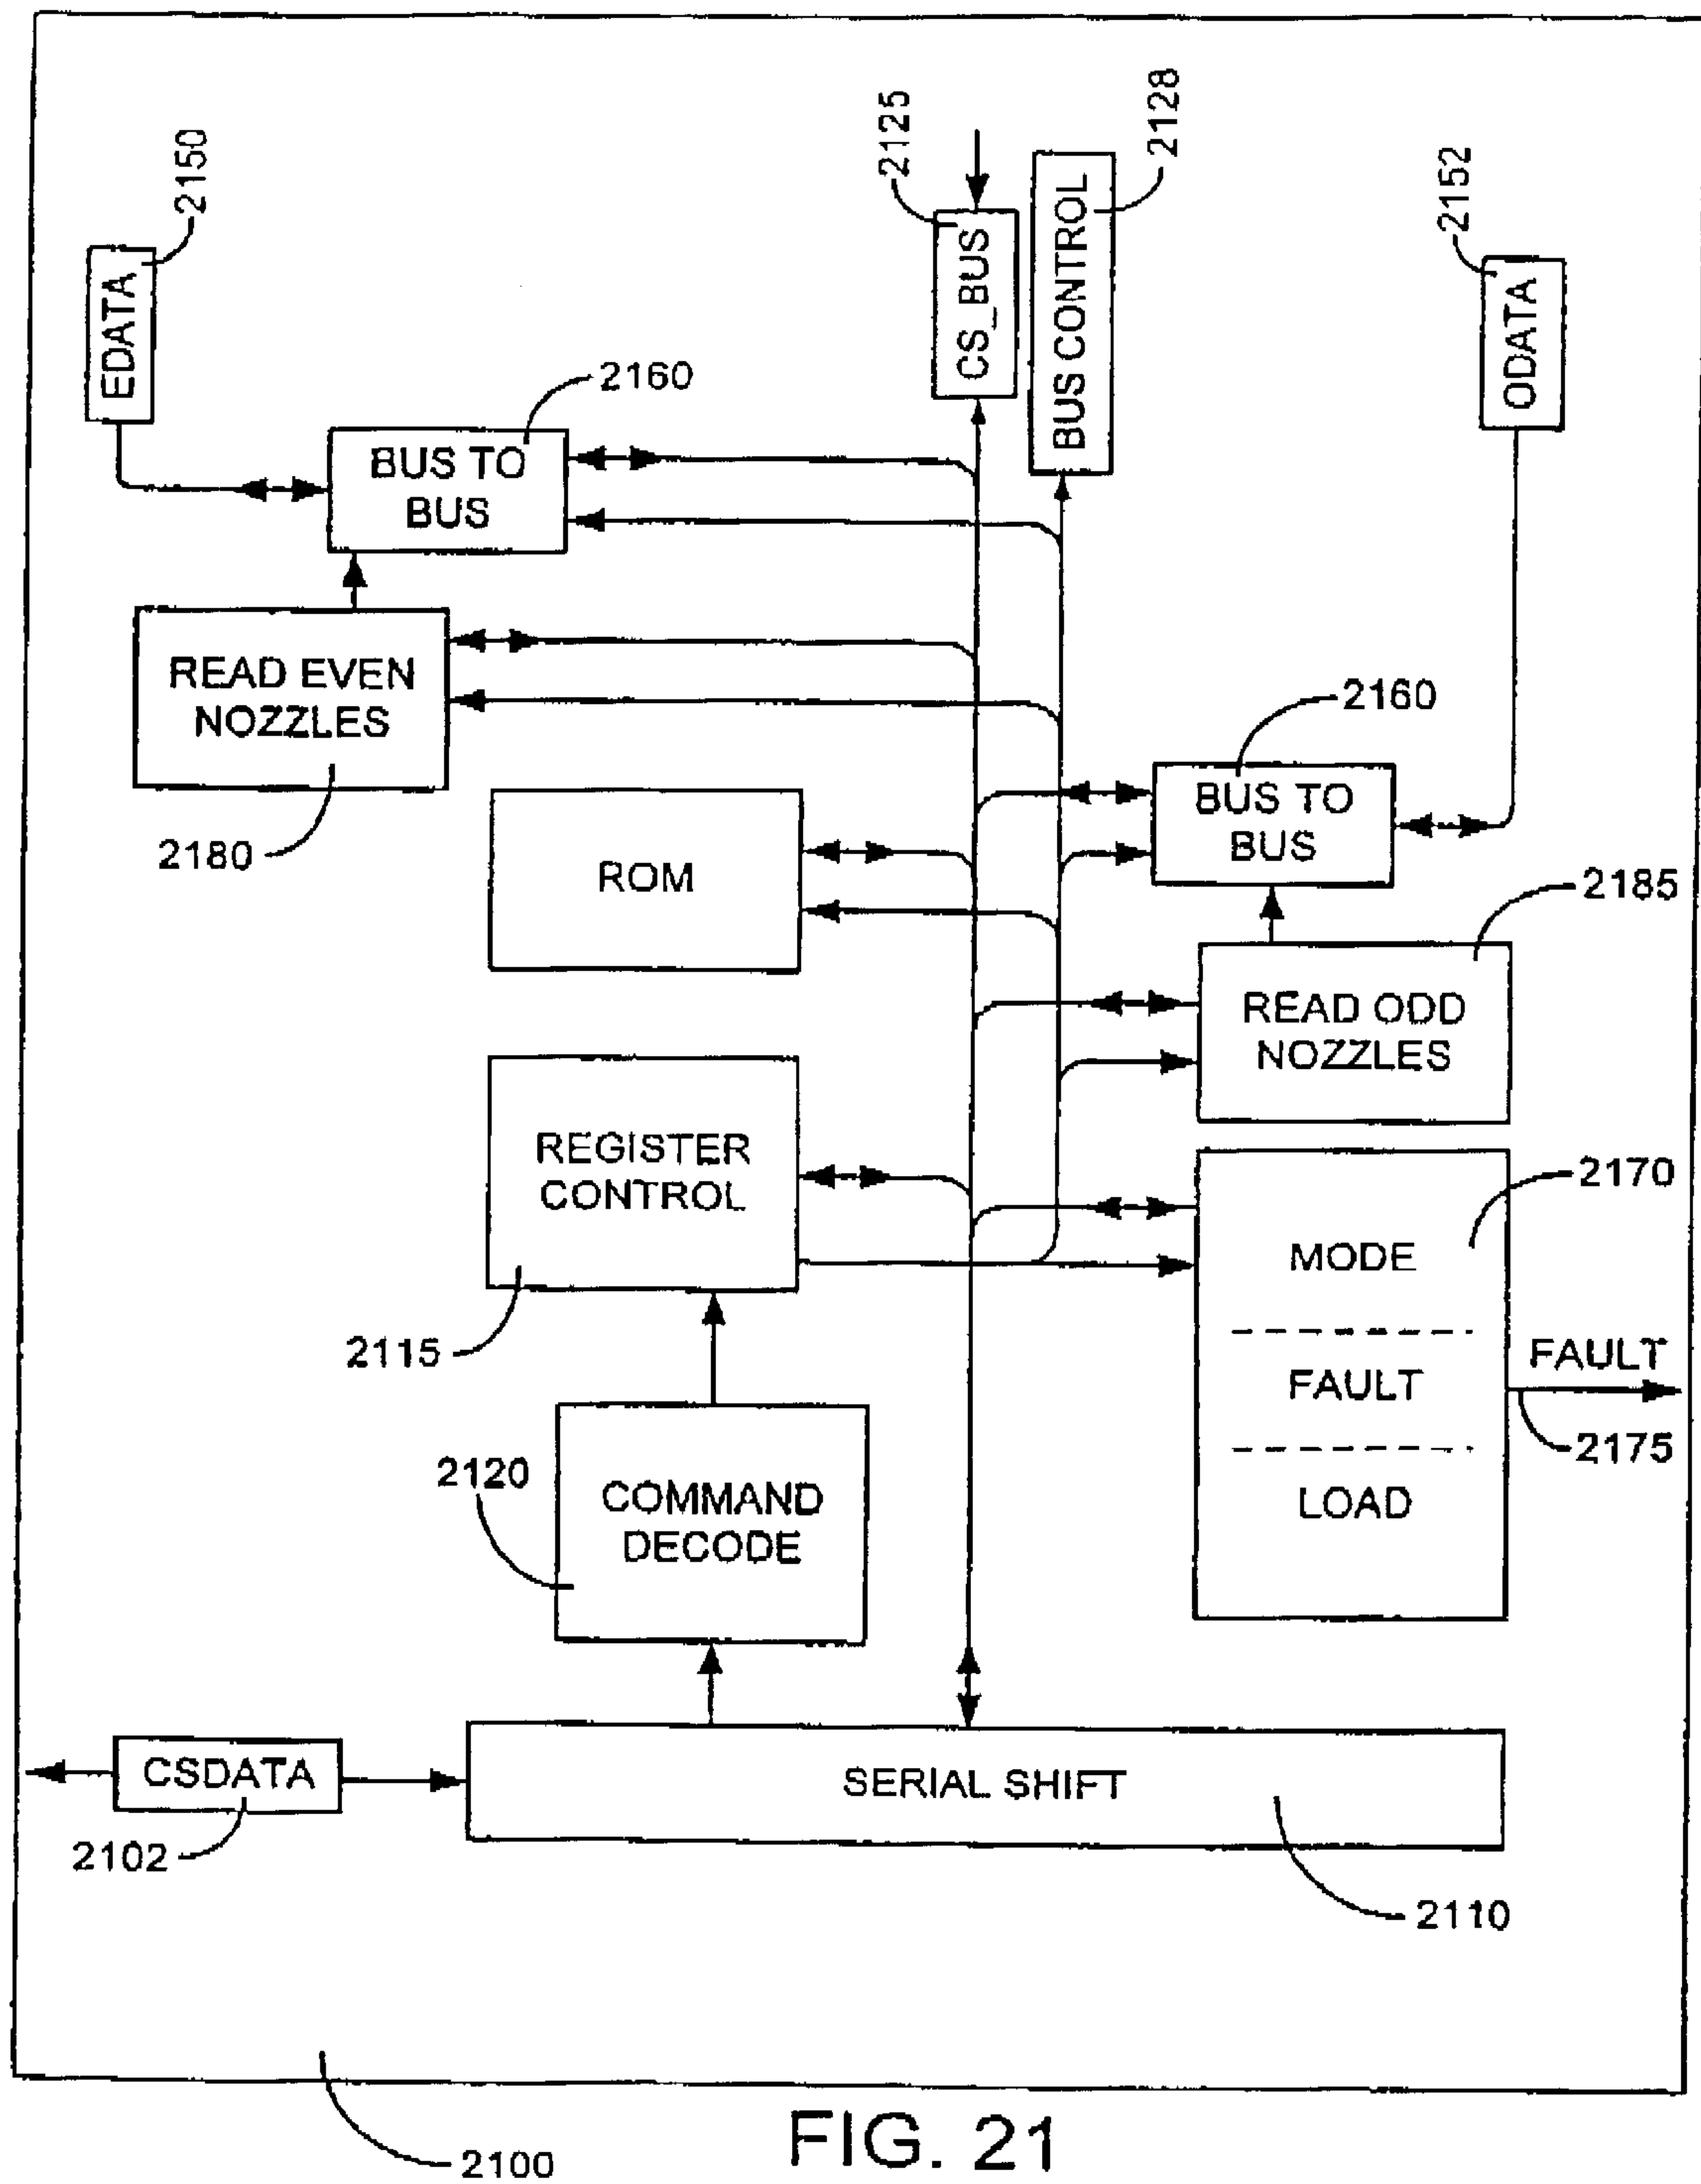 2150
EDATA
2125
CS_BUS
2128
BUS CONTROL
2152
ODATA
2160
BUS TO
BUS
READ EVEN
NOZZLES
2180
2160
BUS TO
BUS
ROM
2185
READ ODD
NOZZLES
REGISTER
CONTROL
2115
2170
MODE
FAULT
LOAD
FAULT
2175
2120
COMMAND
DECODE
CSDATA
2102
SERIAL SHIFT
2110
2100
FIG. 21